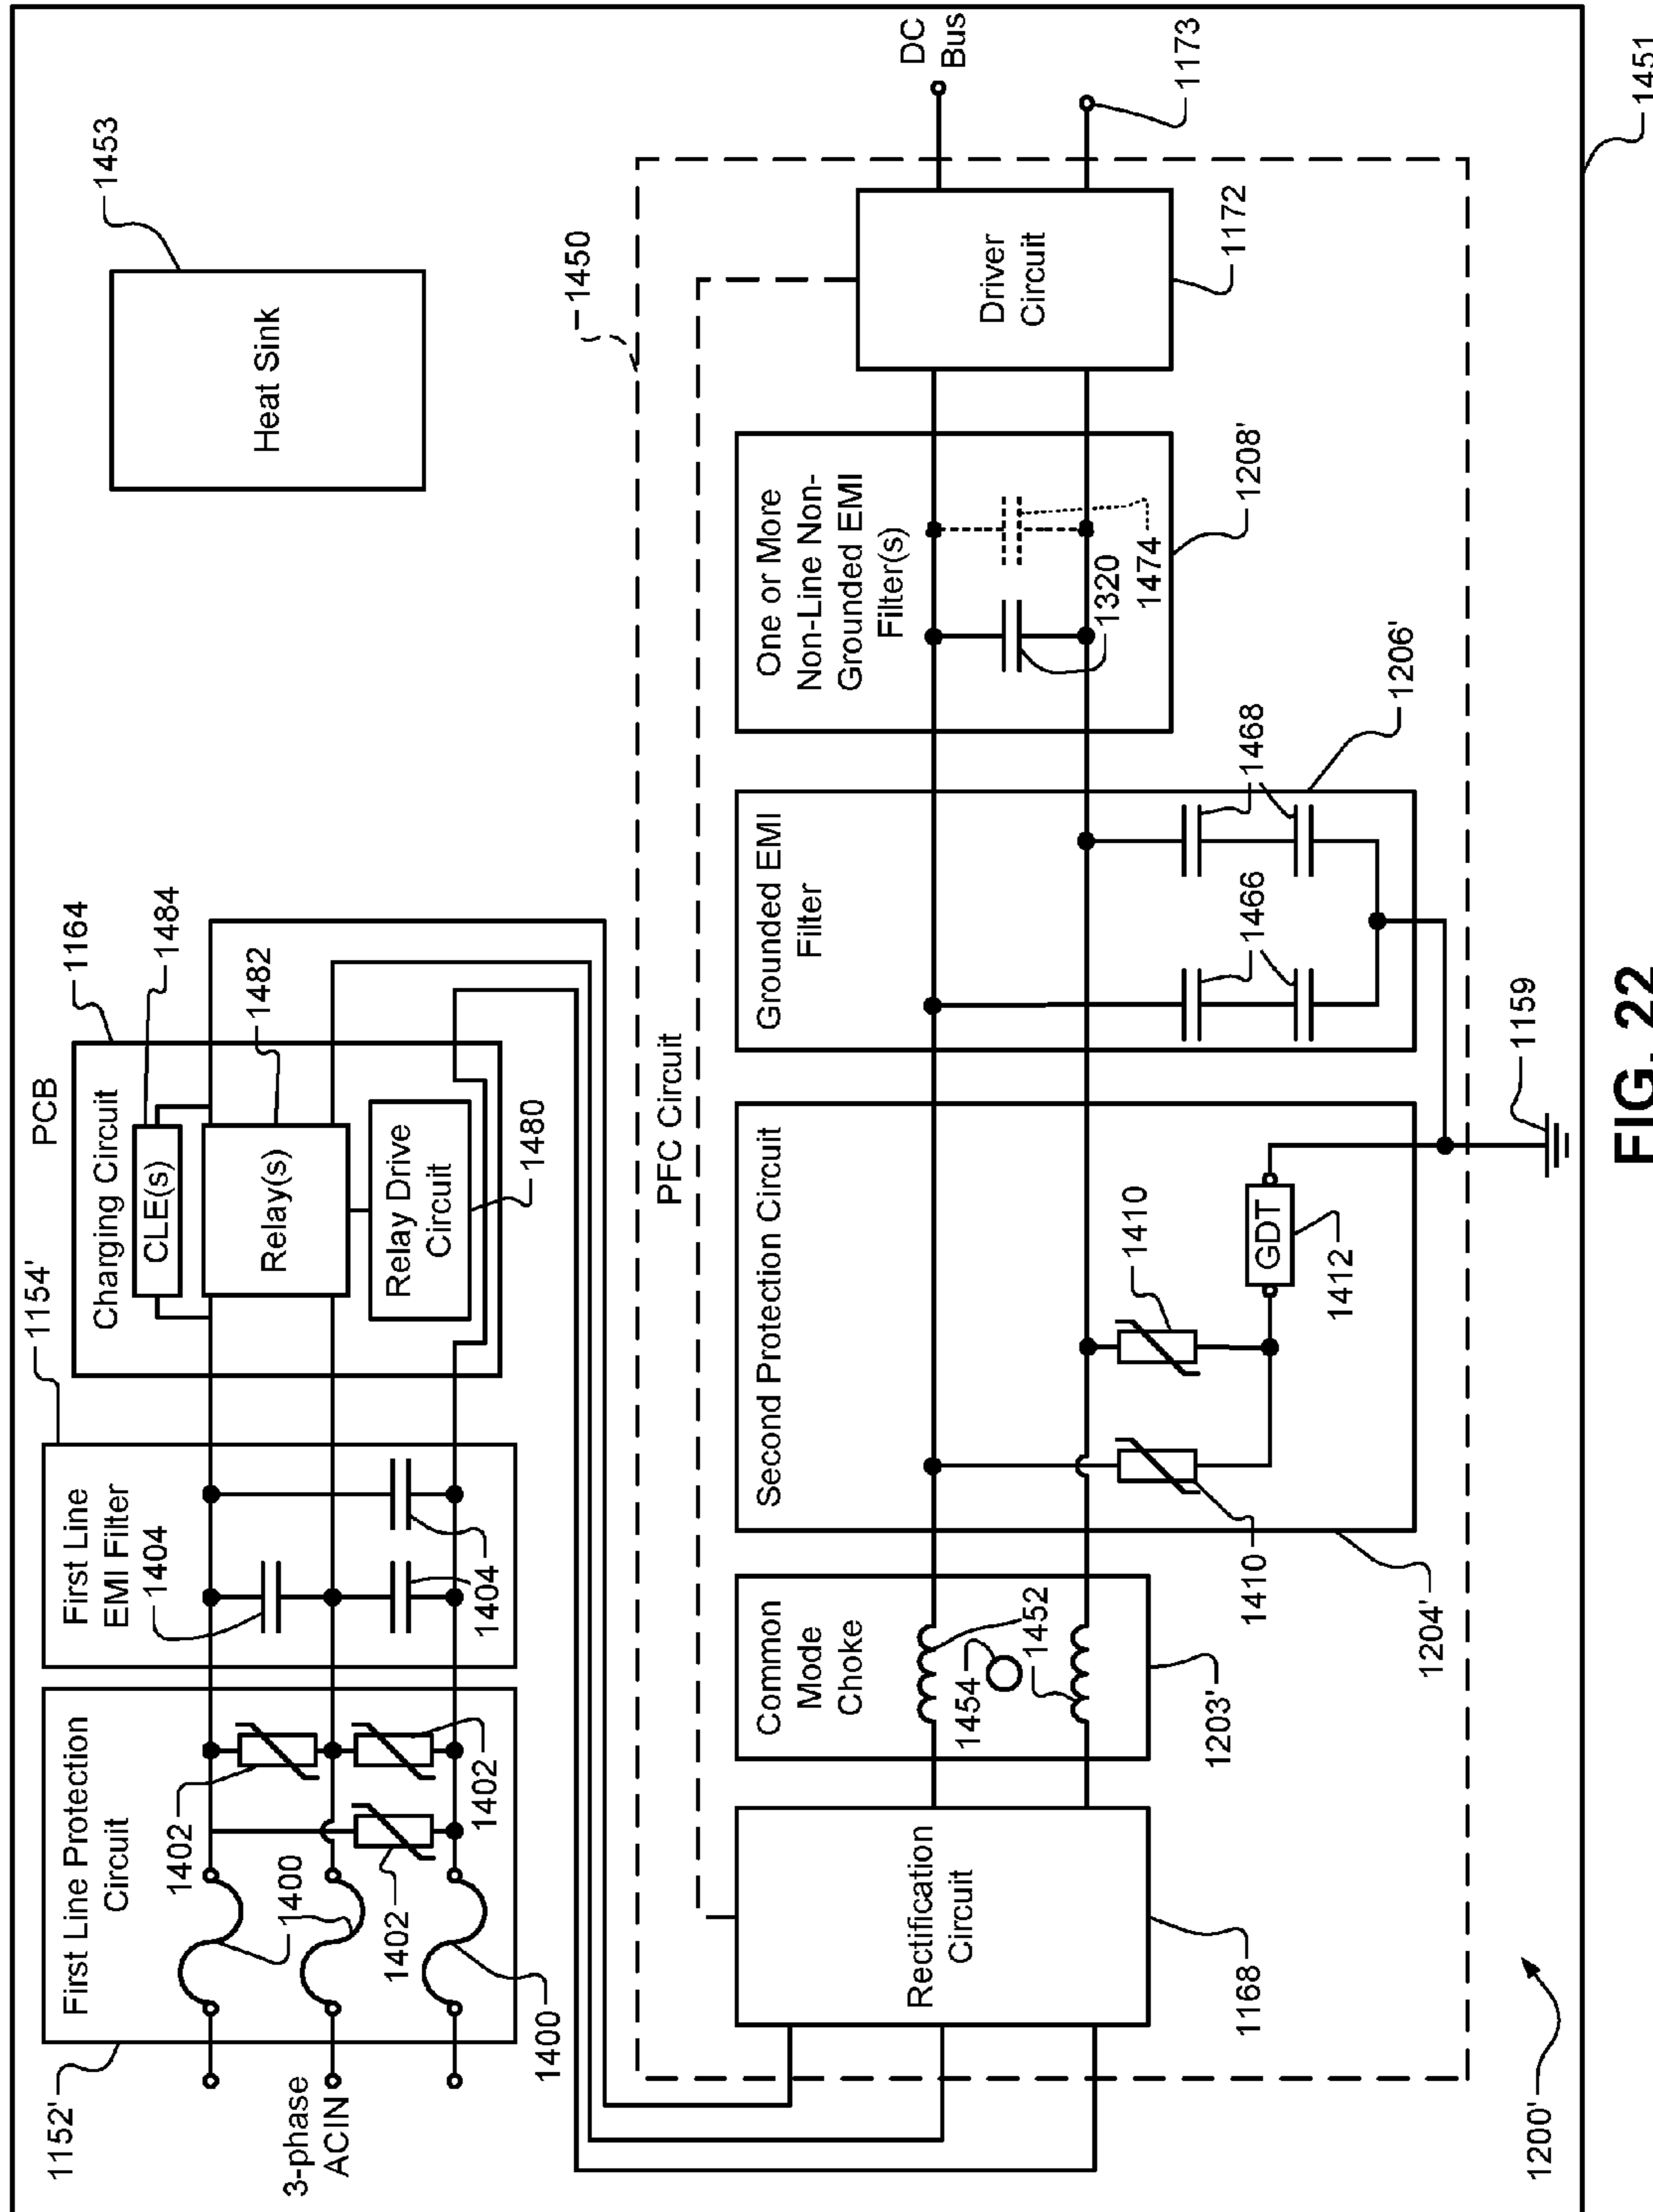 1152'
First Line Protection
Circuit
1402
1400
1402
1402
1400
3-phase
ACIN
First Line
EMI Filter
1404
1404
1154'
PCB
Charging Circuit
CLE(s)
Relay(s)
Relay Drive
Circuit
1164
1484
1482
1480
Heat Sink
1453
1450
PFC Circuit
Rectification
Circuit
1168
Common
Mode
Choke
1454
1452
1203'
Second Protection Circuit
1410
1410
GDT
1412
1204'
Grounded EMI
Filter
1466
1468
1206'
One or More
Non-Line Non-
Grounded EMI
Filter(s)
1320
1474
1208'
Driver
Circuit
1172
DC
Bus
1173
1159
1200'
1451
FIG. 22